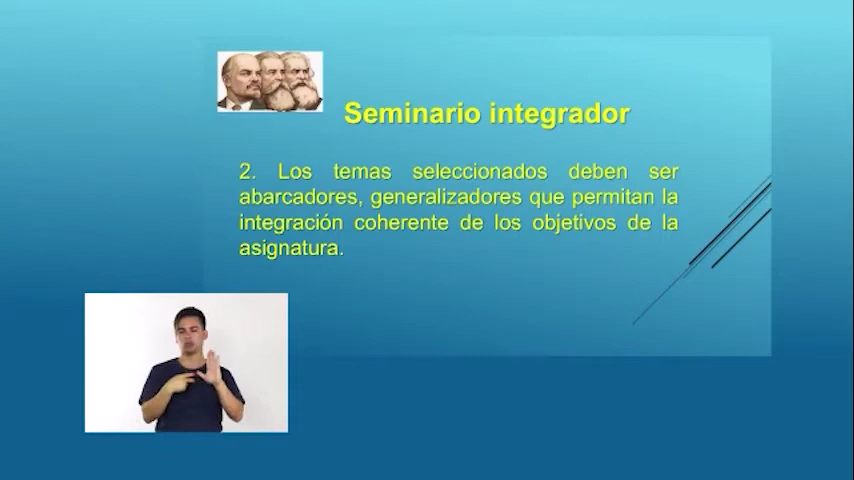 Seminario integrador
2. Los temas seleccionados deben ser
abarcadores, generalizadores que permitan la
integración coherente de los objetivos de la
asignatura.